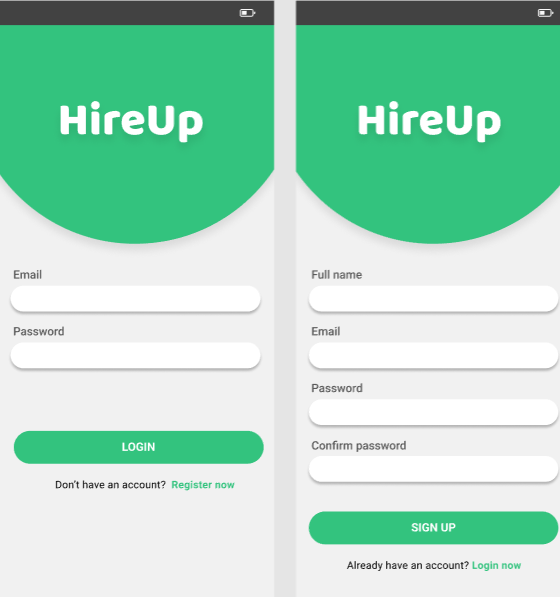 HireUp
Email
Password
LOGIN
Don't have an account? Register now
HireUp
Full name
Email
Password
Confirm password
SIGN UP
Already have an account? Login now